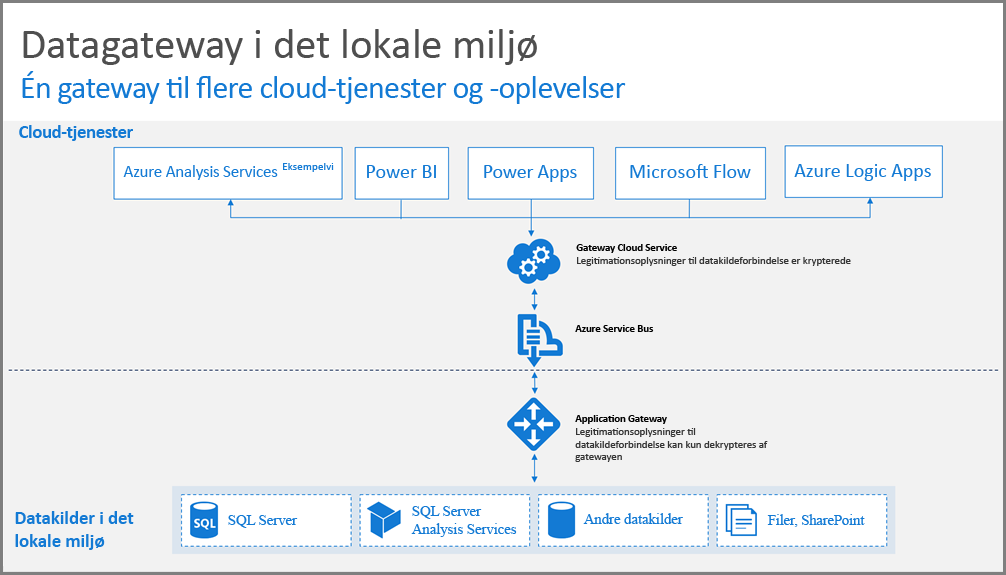 Datagateway i det lokale miljø
Én gateway til flere cloud-tjenester og -oplevelser
Cloud-tjenester
Azure Analysis Services Eksempelvi
Power BI
Power Apps
Microsoft Flow
Azure Logic Apps
Gateway Cloud Service
Legitimationsoplysninger til datakildeforbindelse er krypterede
Azure Service Bus
Application Gateway
Legitimationsoplysninger til
datakildeforbindelse kan kun dekrypteres af
gatewayen
Datakilder i det
lokale miljø
SQL
SQL Server
SQL Server
Analysis Services
Andre datakilder
Filer, SharePoint